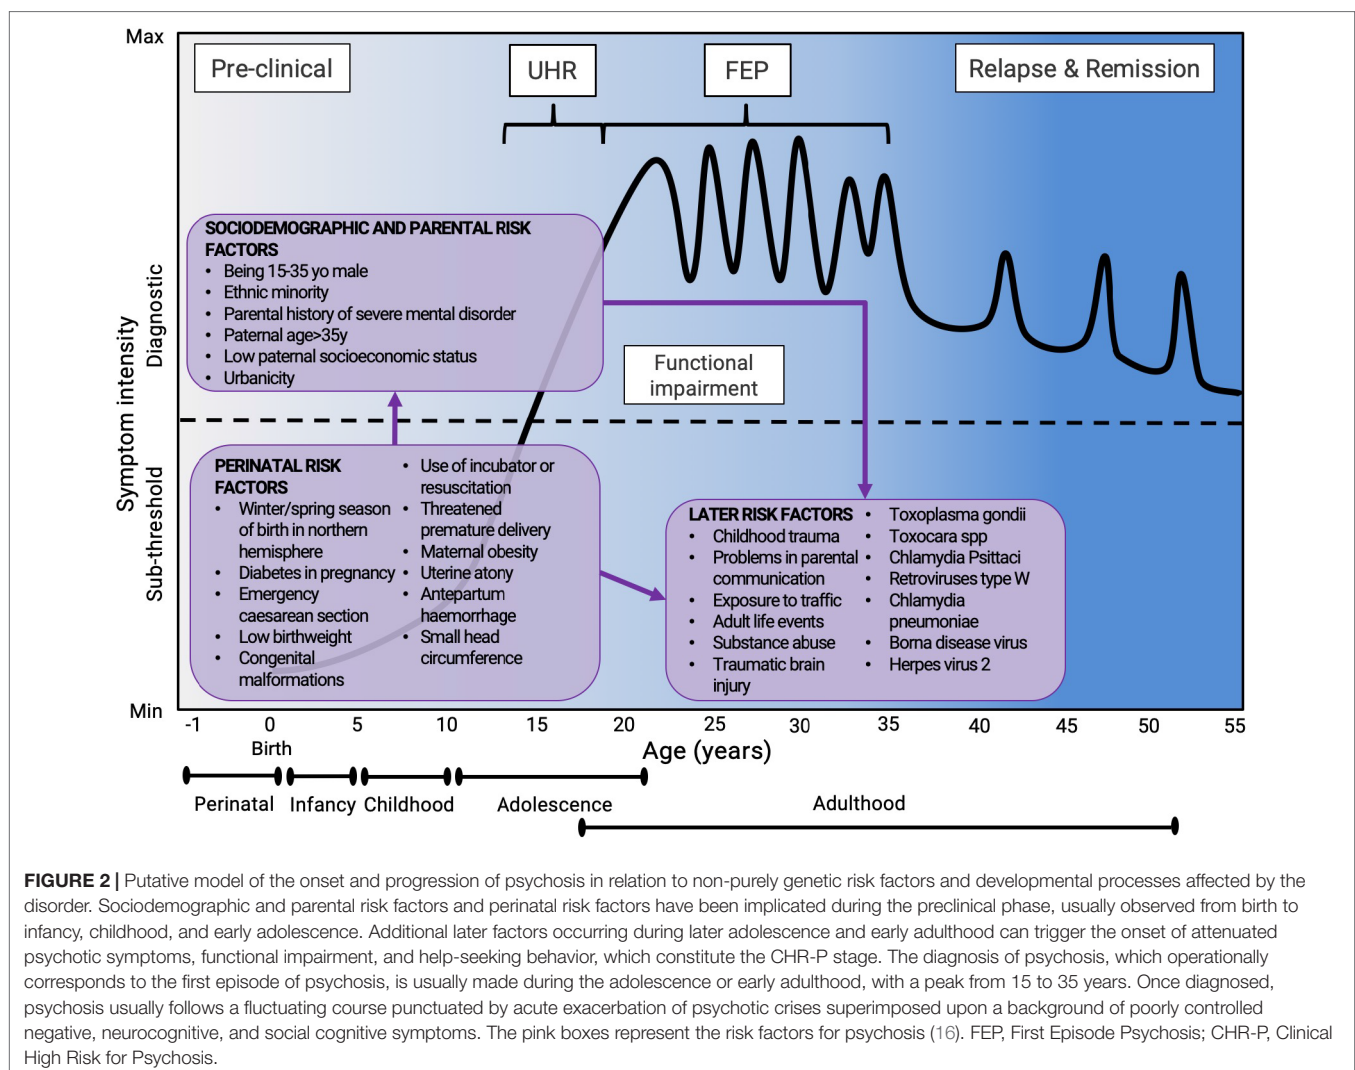 Max
Pre-clinical
UHR
FEP
Relapse & Remission
Symptom intensity
Diagnostic
Sub-threshold
SOCIODEMOGRAPHIC AND PARENTAL RISK
FACTORS
• Being 15-35 yo male
• Ethnic minority
• Parental history of severe mental disorder
• Paternal age>35y
• Low paternal socioeconomic status
• Urbanicity
Functional
impairment
PERINATAL RISK
FACTORS
• Winter/spring season
of birth in northern
hemisphere
• Diabetes in pregnancy
• Emergency
caesarean section
• Low birthweight
• Congenital
malformations
• Use of incubator or
resuscitation
• Threatened
premature delivery
• Maternal obesity
• Uterine atony
• Antepartum
haemorrhage
• Small head
circumference
LATER RISK FACTORS
• Childhood trauma
• Problems in parental
communication
• Exposure to traffic
• Adult life events
• Substance abuse
• Traumatic brain
injury
• Toxoplasma gondii
• Toxocara spp
• Chlamydia Psittaci
• Retroviruses type W
• Chlamydia
pneumoniae
• Borna disease virus
• Herpes virus 2
Min
-1 0 5 10 15 20 25 30 35 40 45 50 55
Birth
Age (years)
Perinatal Infancy Childhood Adolescence Adulthood
FIGURE 2 | Putative model of the onset and progression of psychosis in relation to non-purely genetic risk factors and developmental processes affected by the
disorder. Sociodemographic and parental risk factors and perinatal risk factors have been implicated during the preclinical phase, usually observed from birth to
infancy, childhood, and early adolescence. Additional later factors occurring during later adolescence and early adulthood can trigger the onset of attenuated
psychotic symptoms, functional impairment, and help-seeking behavior, which constitute the CHR-P stage. The diagnosis of psychosis, which operationally
corresponds to the first episode of psychosis, is usually made during the adolescence or early adulthood, with a peak from 15 to 35 years. Once diagnosed,
psychosis usually follows a fluctuating course punctuated by acute exacerbation of psychotic crises superimposed upon a background of poorly controlled
negative, neurocognitive, and social cognitive symptoms. The pink boxes represent the risk factors for psychosis (16). FEP, First Episode Psychosis; CHR-P, Clinical
High Risk for Psychosis.